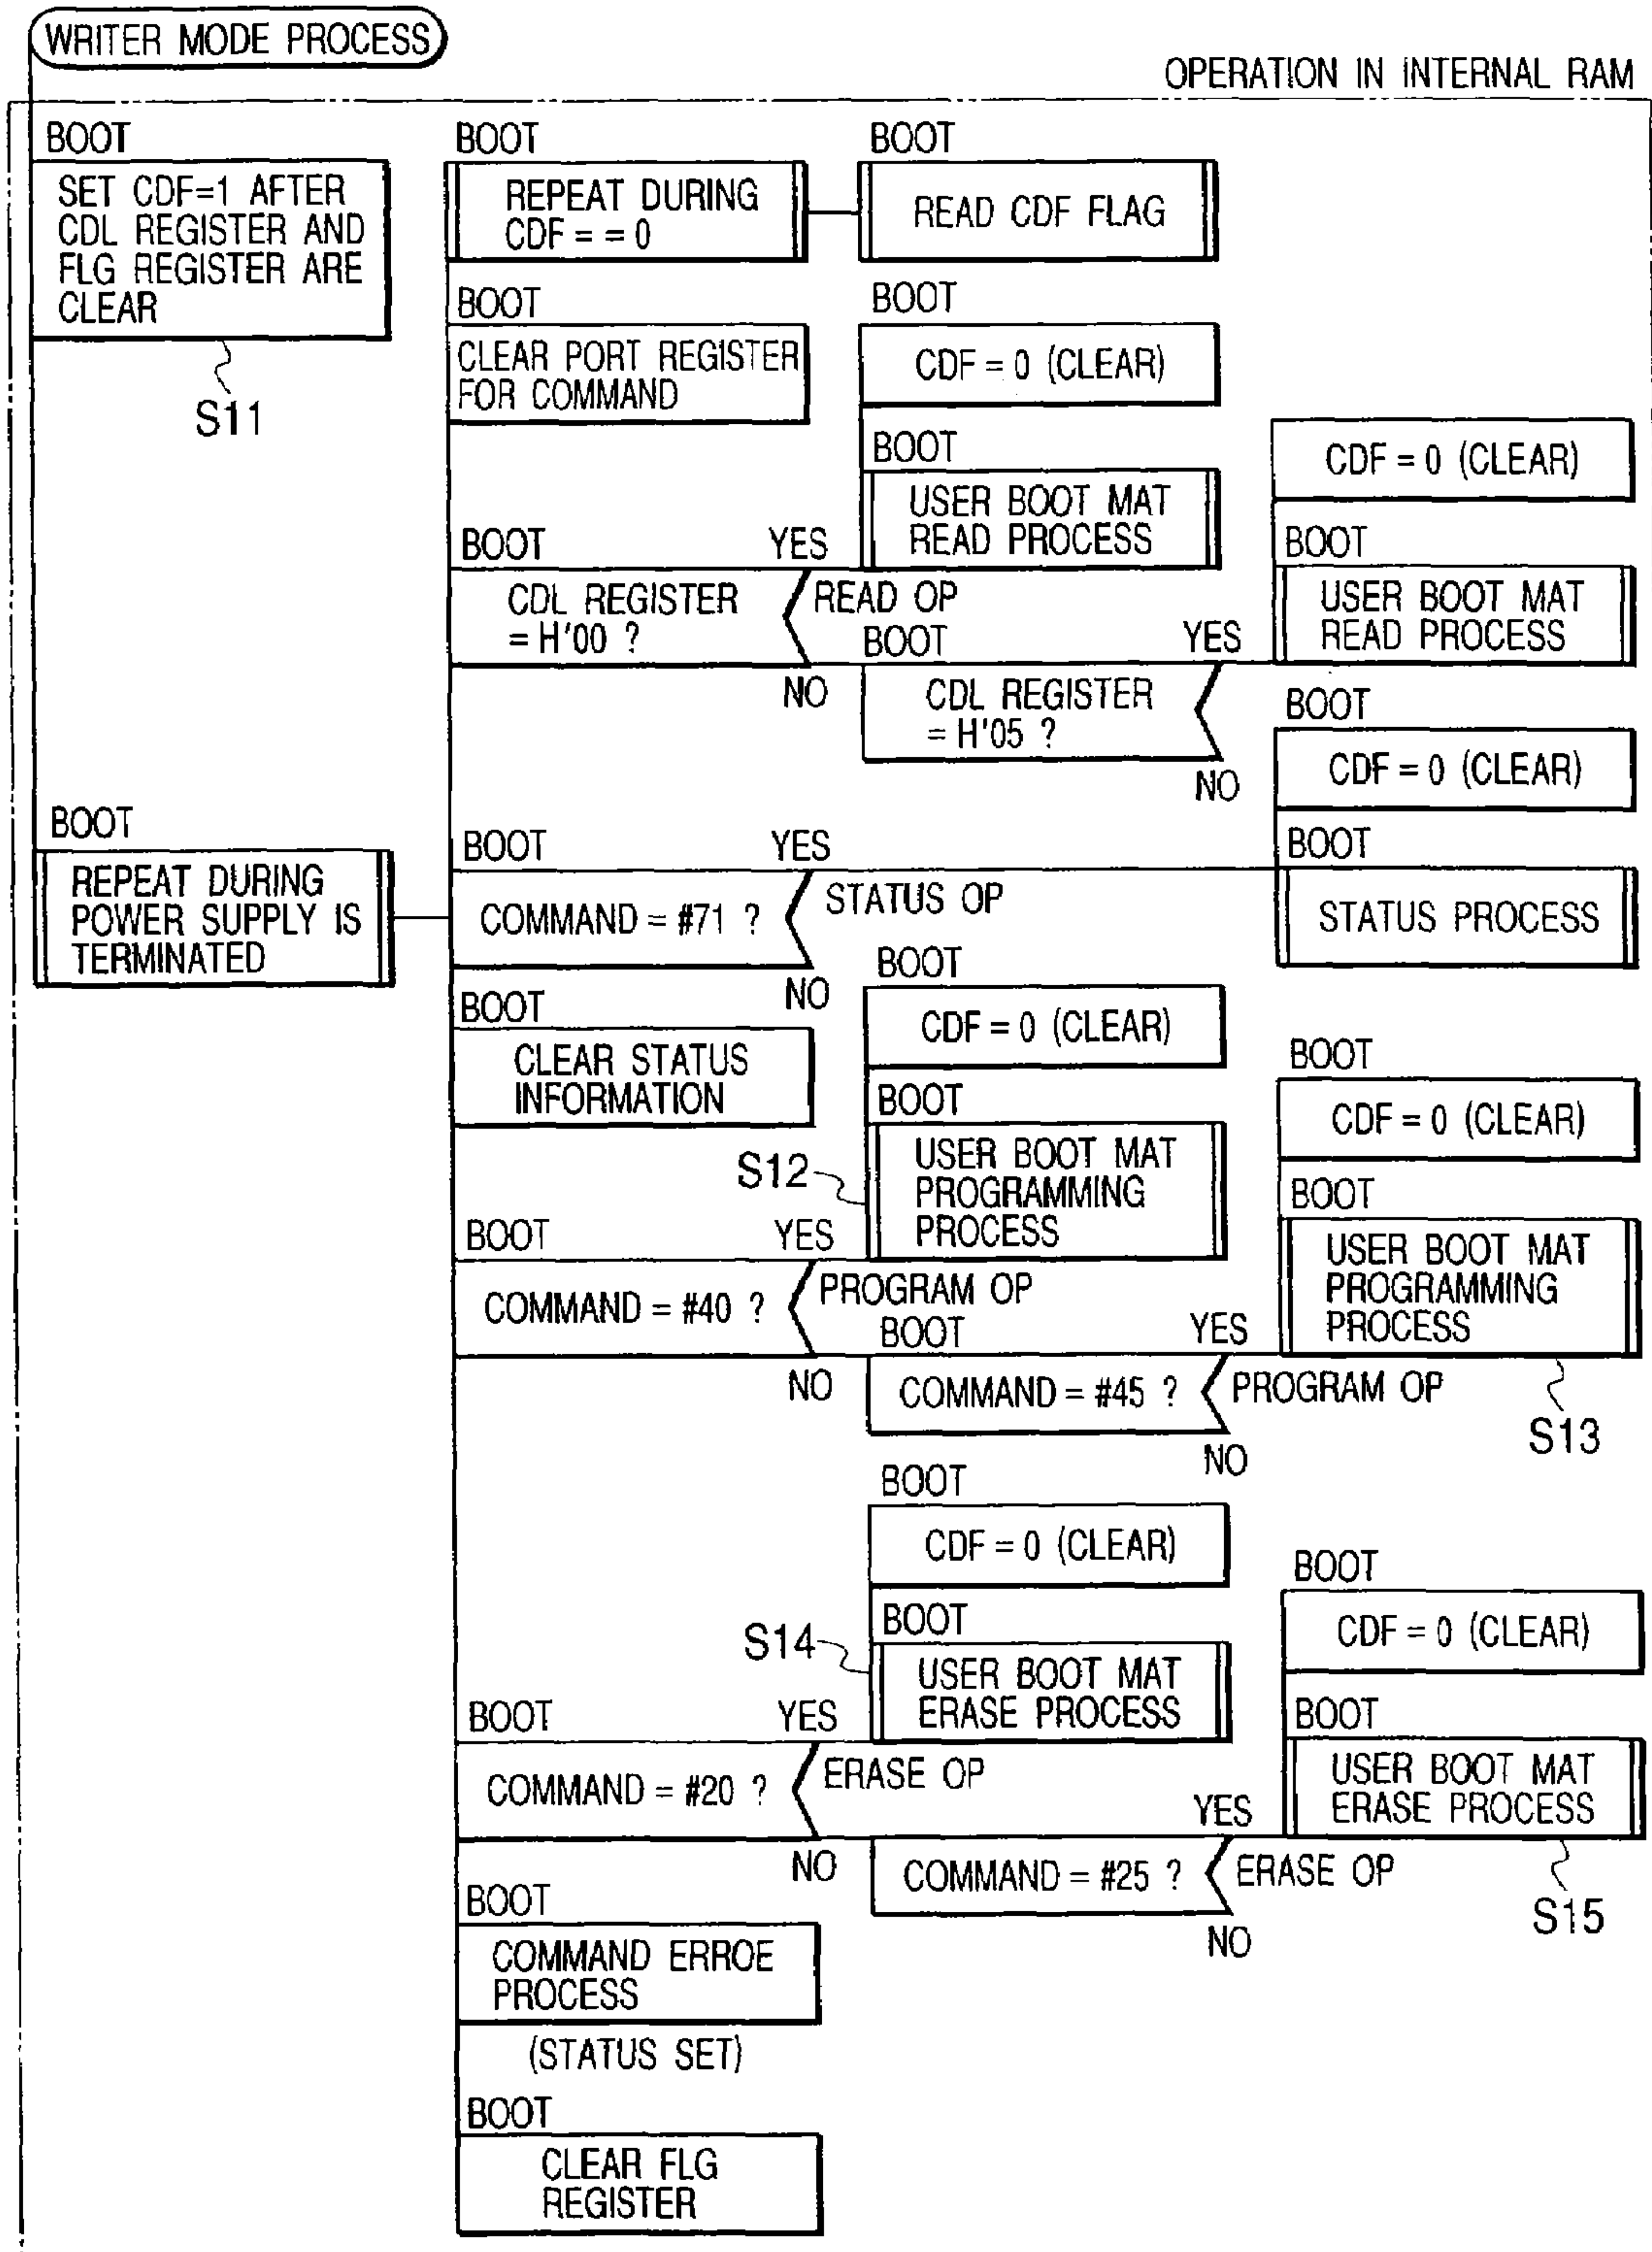 WRITER MODE PROCESS
OPERATION IN INTERNAL RAM
BOOT
SET CDF=1 AFTER
CDL REGISTER AND
FLG REGISTER ARE
CLEAR
S11
BOOT
REPEAT DURING
POWER SUPPLY IS
TERMINATED
BOOT
REPEAT DURING
CDF = = 0
BOOT
READ CDF FLAG
BOOT
CLEAR PORT REGISTER
FOR COMMAND
BOOT
CDF = 0 (CLEAR)
BOOT
USER BOOT MAT
READ PROCESS
BOOT
YES
CDL REGISTER
= H'00 ?
READ OP
NO
CDF = 0 (CLEAR)
BOOT
USER BOOT MAT
READ PROCESS
BOOT
YES
CDL REGISTER
= H'05 ?
NO
BOOT
CDF = 0 (CLEAR)
BOOT
STATUS PROCESS
BOOT
YES
COMMAND = #71 ?
STATUS OP
NO
BOOT
CLEAR STATUS
INFORMATION
BOOT
CDF = 0 (CLEAR)
BOOT
USER BOOT MAT
PROGRAMMING
PROCESS
S12
BOOT
YES
COMMAND = #40 ?
PROGRAM OP
NO
BOOT
CDF = 0 (CLEAR)
BOOT
USER BOOT MAT
PROGRAMMING
PROCESS
S13
BOOT
YES
COMMAND = #45 ?
PROGRAM OP
NO
BOOT
CDF = 0 (CLEAR)
BOOT
USER BOOT MAT
ERASE PROCESS
S14
BOOT
YES
COMMAND = #20 ?
ERASE OP
NO
BOOT
CDF = 0 (CLEAR)
BOOT
USER BOOT MAT
ERASE PROCESS
S15
YES
COMMAND = #25 ?
ERASE OP
NO
BOOT
COMMAND ERROE
PROCESS
(STATUS SET)
BOOT
CLEAR FLG
REGISTER